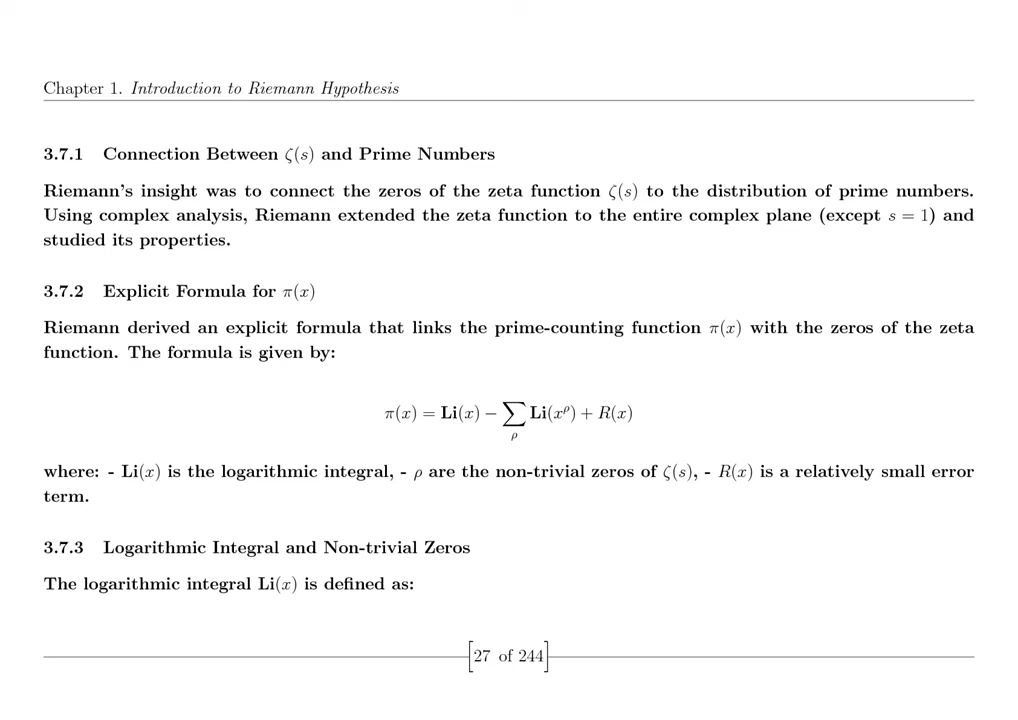 Chapter 1. Introduction to Riemann Hypothesis
3.7.1 Connection Between ζ(s) and Prime Numbers
Riemann's insight was to connect the zeros of the zeta function ζ(s) to the distribution of prime numbers.
Using complex analysis, Riemann extended the zeta function to the entire complex plane (except s = 1) and
studied its properties.
3.7.2 Explicit Formula for π(x)
Riemann derived an explicit formula that links the prime-counting function π(x) with the zeros of the zeta
function. The formula is given by:
π(x) = Li(x) − ∑ Li(x^ρ) + R(x)
ρ
where: - Li(x) is the logarithmic integral, - ρ are the non-trivial zeros of ζ(s), - R(x) is a relatively small error
term.
3.7.3 Logarithmic Integral and Non-trivial Zeros
The logarithmic integral Li(x) is defined as:
[27 of 244]